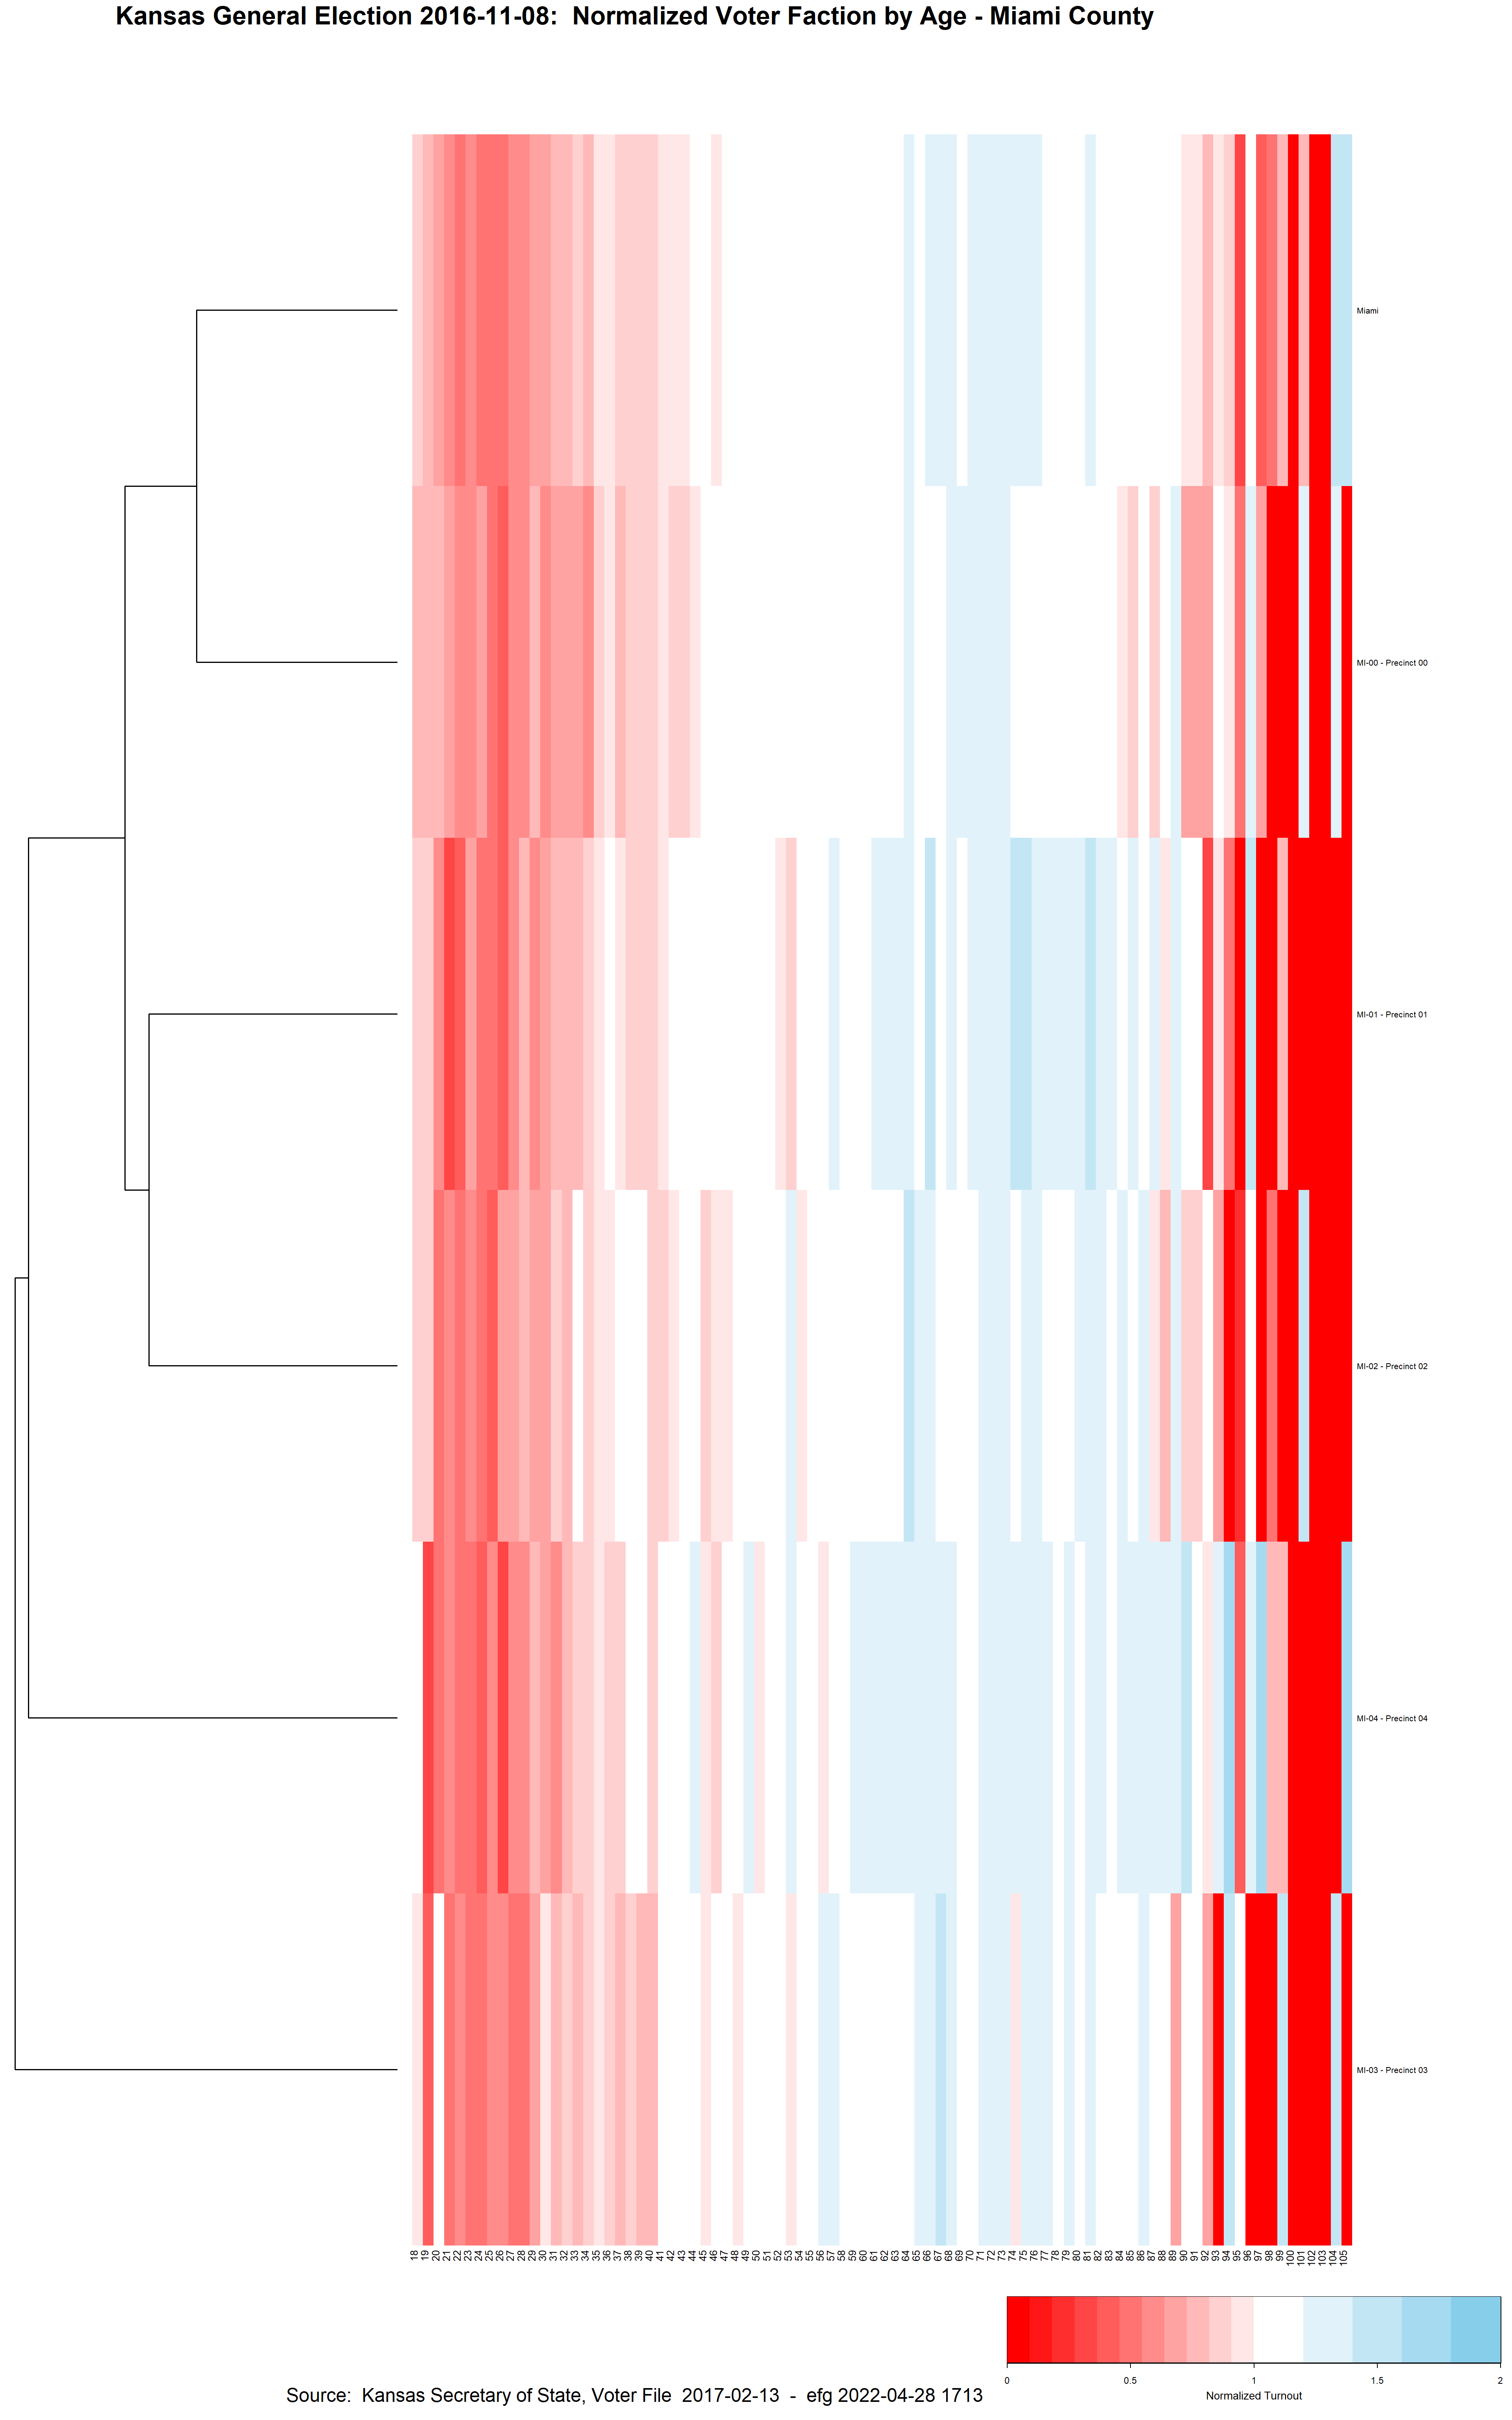 Kansas General Election 2016-11-08:  Normalized Voter Faction by Age - Miami County
Miami
MI-00 - Precinct 00
MI-01 - Precinct 01
MI-02 - Precinct 02
MI-04 - Precinct 04
MI-03 - Precinct 03
18 19 20 21 22 23 24 25 26 27 28 29 30 31 32 33 34 35 36 37 38 39 40 41 42 43 44 45 46 47 48 49 50 51 52 53 54 55 56 57 58 59 60 61 62 63 64 65 66 67 68 69 70 71 72 73 74 75 76 77 78 79 80 81 82 83 84 85 86 87 88 89 90 91 92 93 94 95 96 97 98 99 100 101 102 103 104 105
0 0.5 1 1.5 2
Normalized Turnout
Source:  Kansas Secretary of State, Voter File  2017-02-13  -  efg 2022-04-28 1713